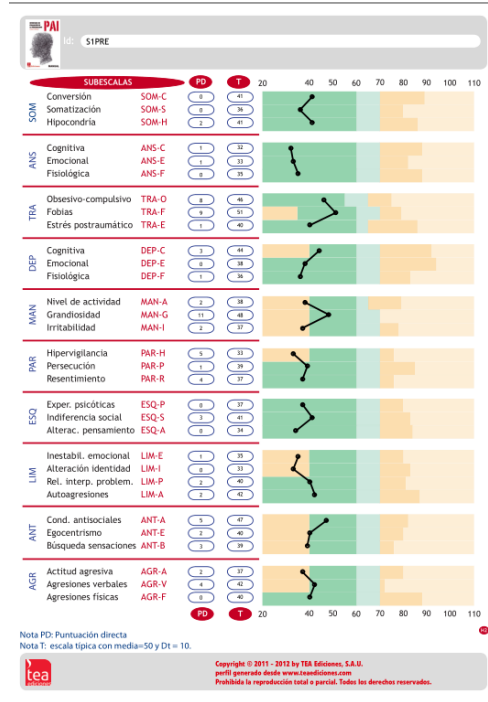 PAI
Id: S1PRE
SUBESCALAS PD T 20 40 60 70 80 90 100 110
SOM
Conversión SOM-C 0 41
Somatización SOM-S 0 36
Hipocondría SOM-H 2 41
ANS
Cognitiva ANS-C 1 32
Emocional ANS-E 1 33
Fisiológica ANS-F 0 35
TRA
Obsesivo-compulsivo TRA-O 8 46
Fobias TRA-F 9 51
Estrés postraumático TRA-E 1 40
DEP
Cognitiva DEP-C 3 44
Emocional DEP-E 0 38
Fisiológica DEP-F 1 36
MAN
Nivel de actividad MAN-A 2 38
Grandiosidad MAN-G 11 48
Irritabilidad MAN-I 2 37
PAR
Hipervigilancia PAR-H 5 33
Persecución PAR-P 1 39
Resentimiento PAR-R 4 37
ESQ
Exper. psicóticas ESQ-P 0 37
Indiferencia social ESQ-S 3 41
Alterac. pensamiento ESQ-A 0 34
LIM
Inestabil. emocional LIM-E 1 35
Alteración identidad LIM-I 0 33
Rel. interp. problem. LIM-P 2 40
Autoagresiones LIM-A 2 42
ANT
Cond. antisociales ANT-A 5 47
Egocentrismo ANT-E 2 40
Búsqueda sensaciones ANT-B 3 39
AGR
Actitud agresiva AGR-A 2 37
Agresiones verbales AGR-V 4 42
Agresiones físicas AGR-F 0 40
PD T 20 40 60 70 80 90 100 110
Nota PD: Puntuación directa
Nota T: escala típica con media=50 y Dt = 10.
tea
Copyright © 2011 - 2012 by TEA Ediciones, S.A.U.
perfil generado desde www.teaediciones.com
Prohibida la reproducción total o parcial. Todos los derechos reservados.